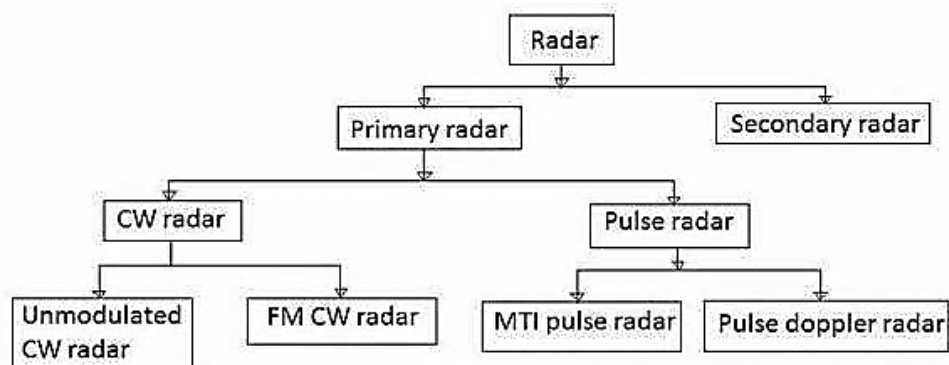 Radar
Primary radar
Secondary radar
CW radar
Pulse radar
Unmodulated
CW radar
FM CW radar
MTI pulse radar
Pulse doppler radar